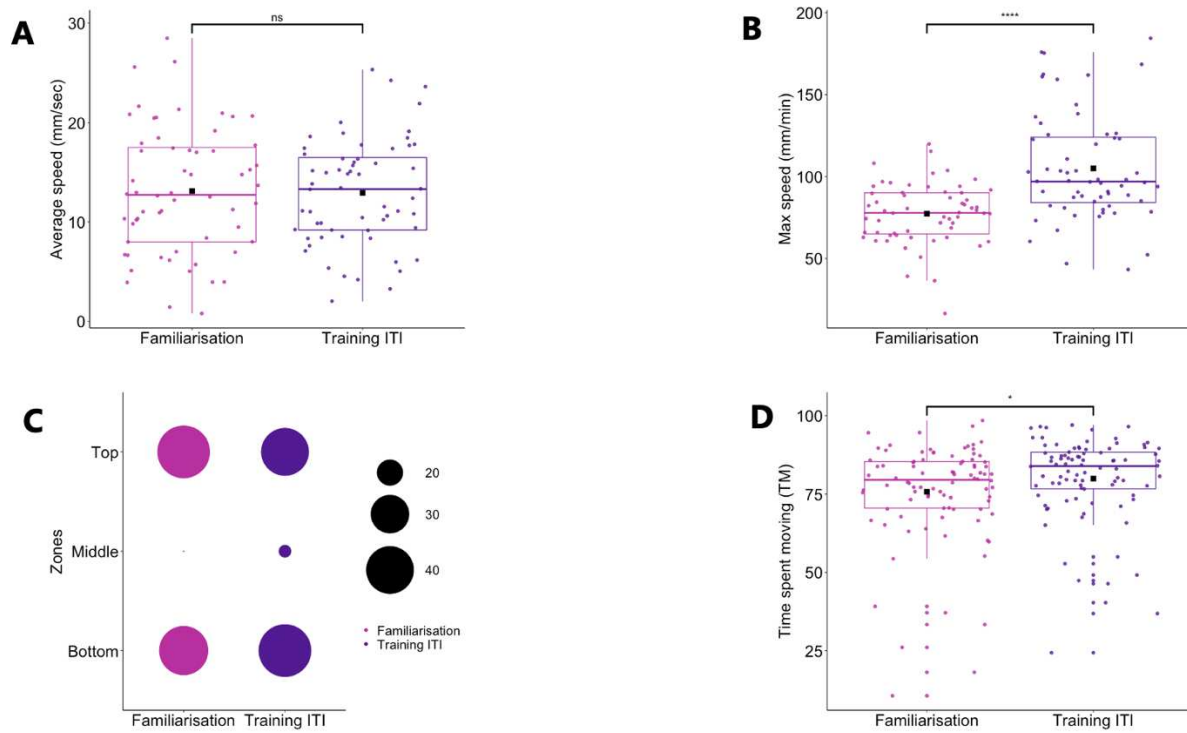 A
Average speed (mm/sec)
30
20
10
0
ns
Familiarisation
Training ITI
B
Max speed (mm/min)
200
150
100
50
****
Familiarisation
Training ITI
C
Zones
Top
Middle
Bottom
Familiarisation
Training ITI
20
30
40
Familiarisation
Training ITI
D
Time spent moving (TM)
100
75
50
25
*
Familiarisation
Training ITI